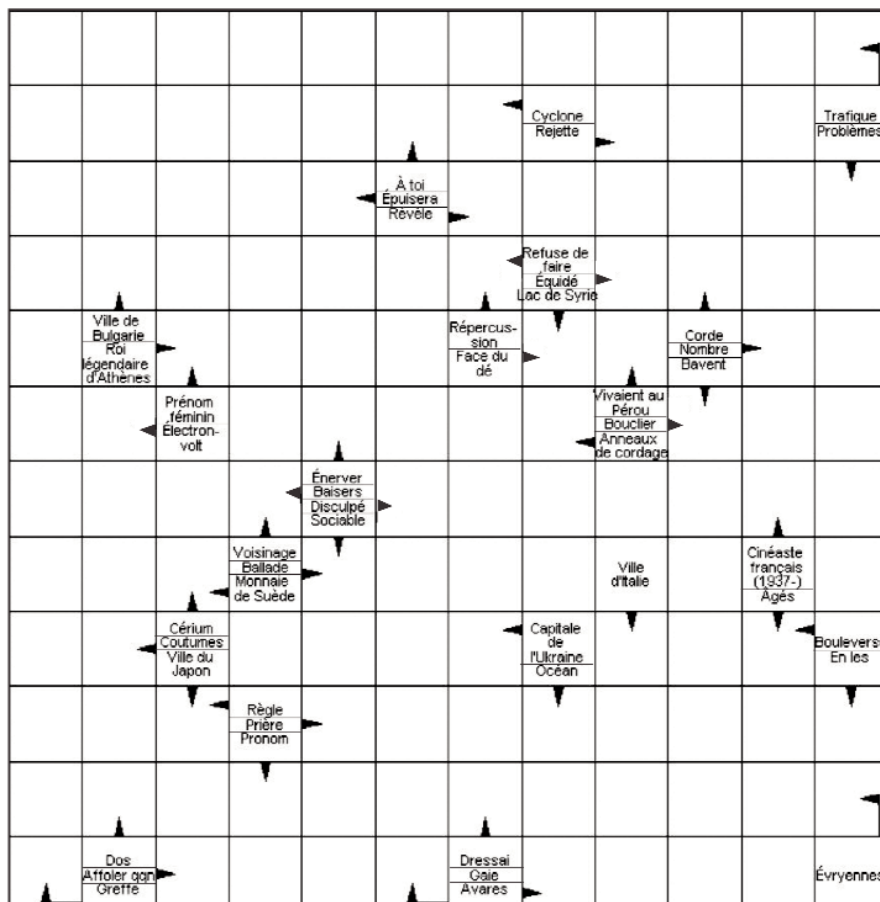 Cyclone
Rejette
Trafique
Problèmes
À toi
Épuisera
Révèle
Refuse de
faire
Équidé
Lac de Syrie
Ville de
Bulgarie
Roi
légendaire
d'Athènes
Répercus-
sion
Face du
dé
Corde
Nombre
Bavent
Prénom
féminin
Électron-
volt
Vivaient au
Pérou
Bouclier
Anneaux
de cordage
Énerver
Baisers
Disculpé
Sociable
Voisinage
Ballade
Monnaie
de Suède
Ville
d'Italie
Cinéaste
français
(1937-)
Âgés
Cérium
Coutumes
Ville du
Japon
Capitale
de
l'Ukraine
Océan
Boulevers
En les
Règle
Prière
Pronom
Dos
Affoler qqn
Greffe
Dressai
Gaie
Avares
Évryennes